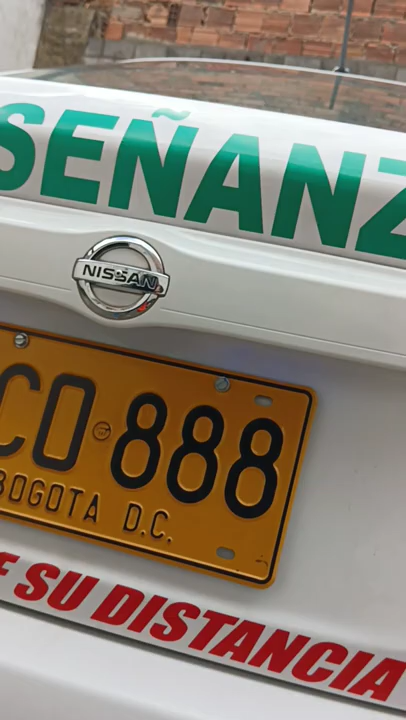 SEÑANZ
NISSAN
CO 888
BOGOTA D.C.
E SU DISTANCIA